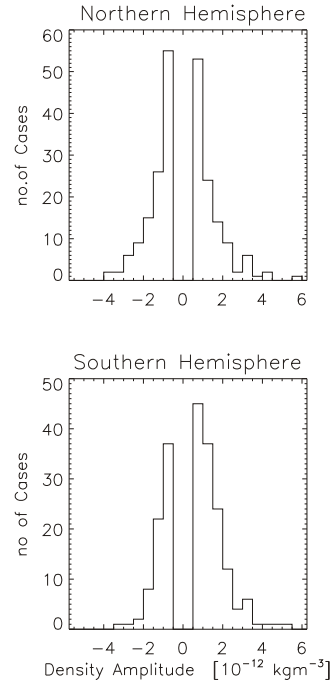 Northern Hemisphere
60
50
40
30
20
10
0
no.of Cases
−4 −2 0 2 4 6
Southern Hemisphere
50
40
30
20
10
0
no of Cases
−4 −2 0 2 4 6
Density Amplitude [10⁻¹² kgm⁻³]